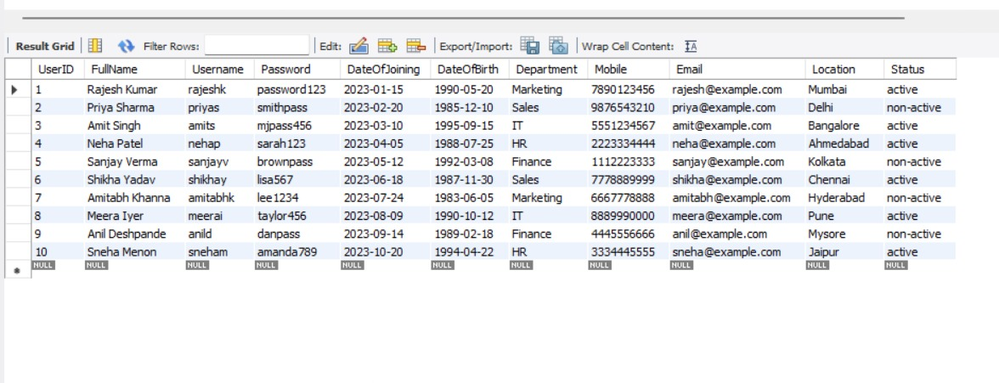 Result Grid Filter Rows: Edit: Export/Import: Wrap Cell Content: IA
UserID FullName Username Password DateOfJoining DateOfBirth Department Mobile Email Location Status
1 Rajesh Kumar rajeshk password123 2023-01-15 1990-05-20 Marketing 7890123456 rajesh@example.com Mumbai active
2 Priya Sharma priyas smithpass 2023-02-20 1985-12-10 Sales 9876543210 priya@example.com Delhi non-active
3 Amit Singh amits mjpass456 2023-03-10 1995-09-15 IT 5551234567 amit@example.com Bangalore active
4 Neha Patel nehap sarah123 2023-04-05 1988-07-25 HR 2223334444 neha@example.com Ahmedabad active
5 Sanjay Verma sanjayv brownpass 2023-05-12 1992-03-08 Finance 1112223333 sanjay@example.com Kolkata non-active
6 Shikha Yadav shikhay lisa567 2023-06-18 1987-11-30 Sales 7778889999 shikha@example.com Chennai active
7 Amitabh Khanna amitabhk lee1234 2023-07-24 1983-06-05 Marketing 6667778888 amitabh@example.com Hyderabad non-active
8 Meera Iyer meerai taylor456 2023-08-09 1990-10-12 IT 8889990000 meera@example.com Pune active
9 Anil Deshpande anild danpass 2023-09-14 1989-02-18 Finance 4445556666 anil@example.com Mysore non-active
10 Sneha Menon sneham amanda789 2023-10-20 1994-04-22 HR 3334445555 sneha@example.com Jaipur active
NULL NULL NULL NULL NULL NULL NULL NULL NULL NULL NULL